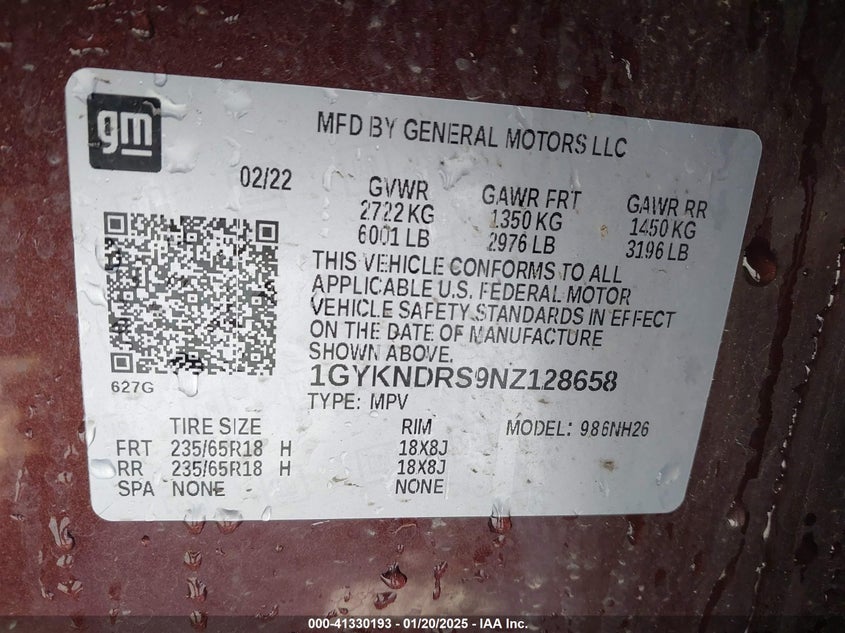 gm
MFD BY GENERAL MOTORS LLC
02/22
GVWR
2722 KG
6001 LB
GAWR FRT
1350 KG
2976 LB
GAWR RR
1450 KG
3196 LB
THIS VEHICLE CONFORMS TO ALL
APPLICABLE U.S. FEDERAL MOTOR
VEHICLE SAFETY STANDARDS IN EFFECT
ON THE DATE OF MANUFACTURE
SHOWN ABOVE.
627G
1GYKNDRS9NZ128658
TYPE: MPV
TIRE SIZE RIM MODEL: 986NH26
FRT 235/65R18 H 18X8J
RR 235/65R18 H 18X8J
SPA NONE NONE
000-41330193 - 01/20/2025 - IAA Inc.